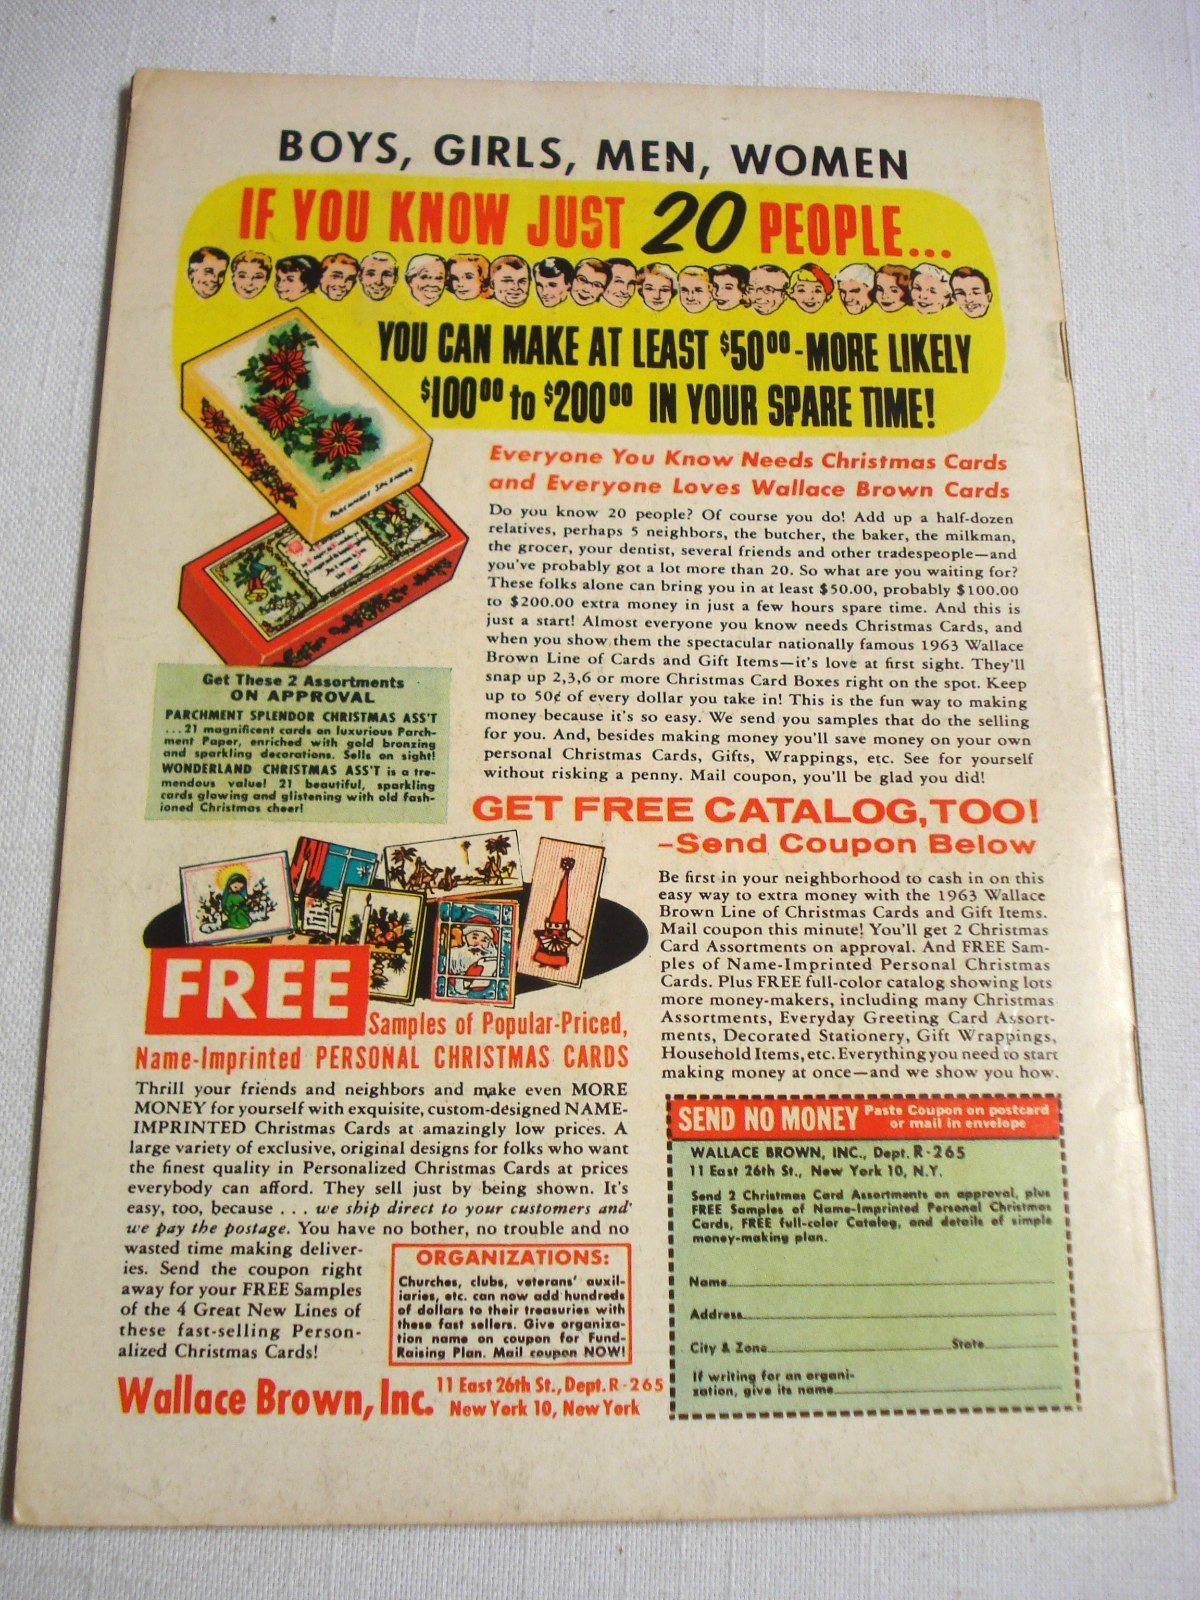 BOYS, GIRLS, MEN, WOMEN
IF YOU KNOW JUST 20 PEOPLE...
YOU CAN MAKE AT LEAST $50⁰⁰-MORE LIKELY
$100⁰⁰ to $200⁰⁰ IN YOUR SPARE TIME!
PARCHMENT SPLENDOR
Everyone You Know Needs Christmas Cards
and Everyone Loves Wallace Brown Cards
Do you know 20 people? Of course you do! Add up a half-dozen
relatives, perhaps 5 neighbors, the butcher, the baker, the milkman,
the grocer, your dentist, several friends and other tradespeople—and
you've probably got a lot more than 20. So what are you waiting for?
These folks alone can bring you in at least $50.00, probably $100.00
to $200.00 extra money in just a few hours spare time. And this is
just a start! Almost everyone you know needs Christmas Cards, and
when you show them the spectacular nationally famous 1963 Wallace
Brown Line of Cards and Gift Items—it's love at first sight. They'll
snap up 2,3,6 or more Christmas Card Boxes right on the spot. Keep
up to 50¢ of every dollar you take in! This is the fun way to making
money because it's so easy. We send you samples that do the selling
for you. And, besides making money you'll save money on your own
personal Christmas Cards, Gifts, Wrappings, etc. See for yourself
without risking a penny. Mail coupon, you'll be glad you did!
Get These 2 Assortments
ON APPROVAL
PARCHMENT SPLENDOR CHRISTMAS ASS'T
. . . 21 magnificent cards on luxurious Parch-
ment Paper, enriched with gold bronzing
and sparkling decorations. Sells on sight!
WONDERLAND CHRISTMAS ASS'T is a tre-
mendous value! 21 beautiful, sparkling
cards glowing and glistening with old fash-
ioned Christmas cheer!
GET FREE CATALOG, TOO!
-Send Coupon Below
Be first in your neighborhood to cash in on this
easy way to extra money with the 1963 Wallace
Brown Line of Christmas Cards and Gift Items.
Mail coupon this minute! You'll get 2 Christmas
Card Assortments on approval. And FREE Sam-
ples of Name-Imprinted Personal Christmas
Cards. Plus FREE full-color catalog showing lots
more money-makers, including many Christmas
Assortments, Everyday Greeting Card Assort-
ments, Decorated Stationery, Gift Wrappings,
Household Items, etc. Everything you need to start
making money at once—and we show you how.
FREE
Samples of Popular-Priced,
Name-Imprinted PERSONAL CHRISTMAS CARDS
Thrill your friends and neighbors and make even MORE
MONEY for yourself with exquisite, custom-designed NAME-
IMPRINTED Christmas Cards at amazingly low prices. A
large variety of exclusive, original designs for folks who want
the finest quality in Personalized Christmas Cards at prices
everybody can afford. They sell just by being shown. It's
easy, too, because . . . we ship direct to your customers and
we pay the postage. You have no bother, no trouble and no
wasted time making deliver-
ies. Send the coupon right
away for your FREE Samples
of the 4 Great New Lines of
these fast-selling Person-
alized Christmas Cards!
ORGANIZATIONS:
Churches, clubs, veterans' auxil-
iaries, etc. can now add hundreds
of dollars to their treasuries with
these fast sellers. Give organiza-
tion name on coupon for Fund-
Raising Plan. Mail coupon NOW!
Wallace Brown, Inc. 11 East 26th St., Dept. R-265
New York 10, New York
SEND NO MONEY Paste Coupon on postcard
or mail in envelope
WALLACE BROWN, INC., Dept. R-265
11 East 26th St., New York 10, N.Y.
Send 2 Christmas Card Assortments on approval, plus
FREE Samples of Name-Imprinted Personal Christmas
Cards, FREE full-color Catalog, and details of simple
money-making plan.
Name
Address
City & Zone State
If writing for an organi-
zation, give its name